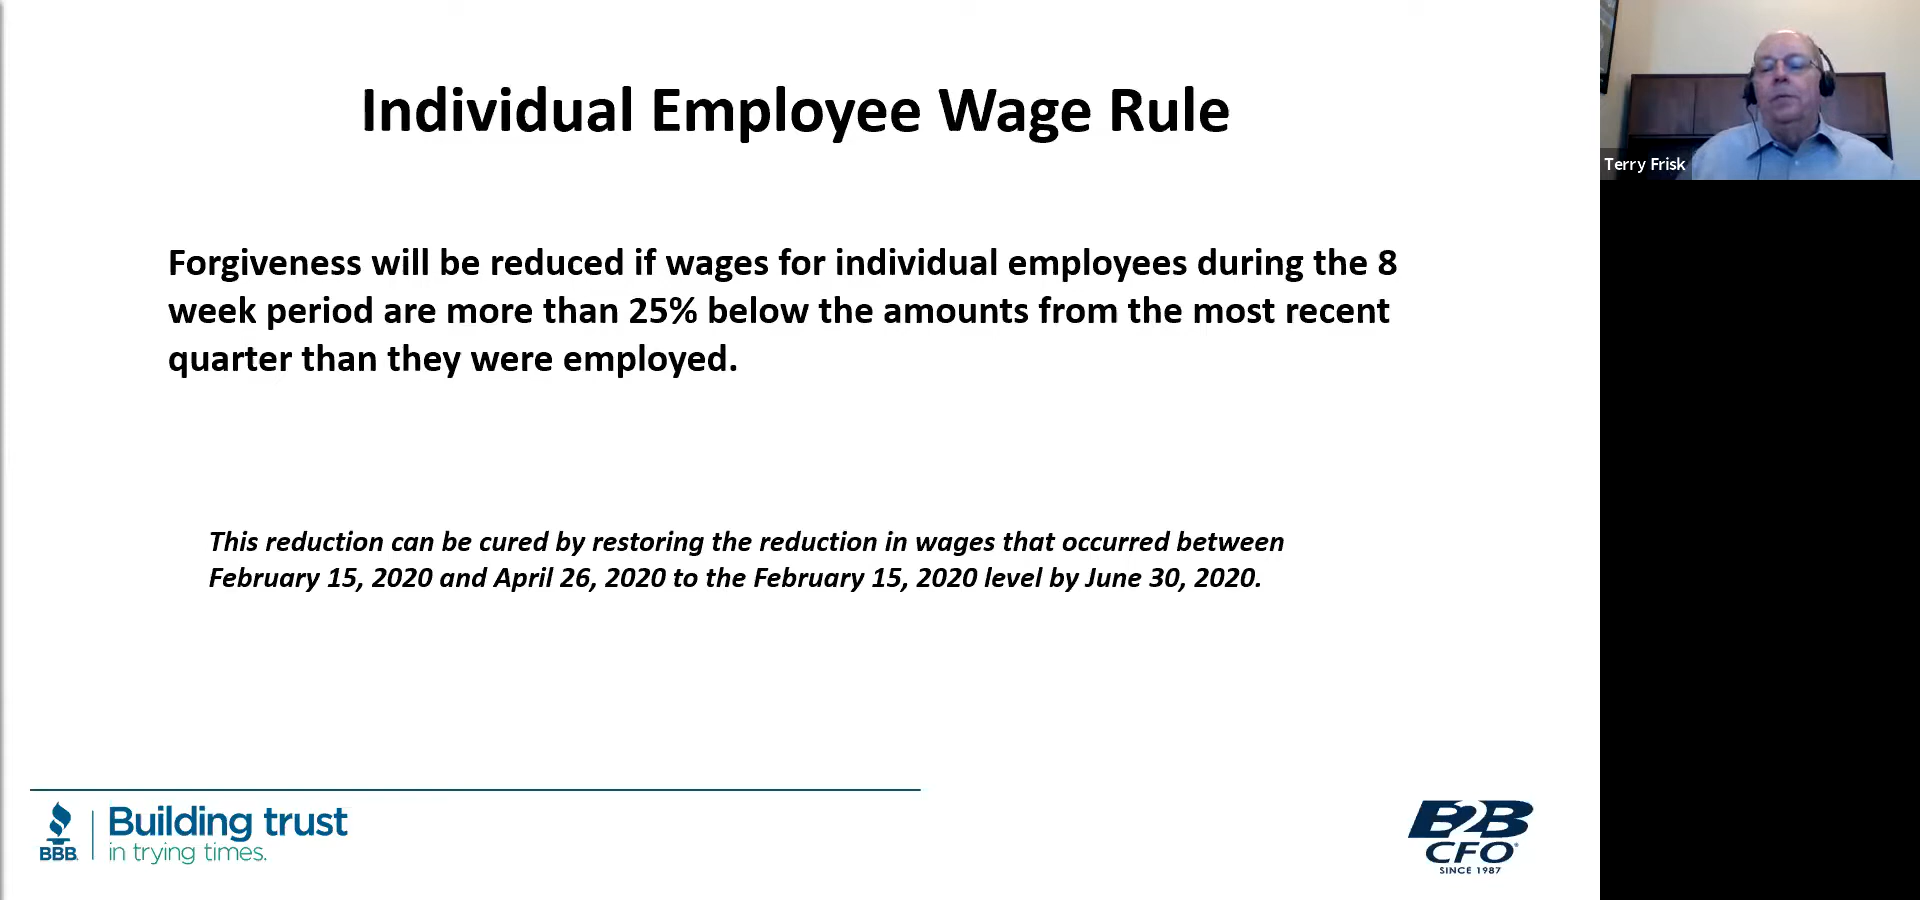 Individual Employee Wage Rule
Terry Frisk
Forgiveness will be reduced if wages for individual employees during the 8
week period are more than 25% below the amounts from the most recent
quarter than they were employed.
This reduction can be cured by restoring the reduction in wages that occurred between
February 15, 2020 and April 26, 2020 to the February 15, 2020 level by June 30, 2020.
BBB.
Building trust
in trying times.
B2B
CFO®
SINCE 1987